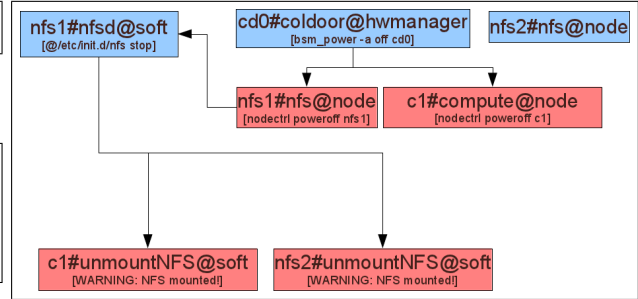 nfs1#nfsd@soft
[@/etc/init.d/nfs stop]
cd0#coldoor@hwmanager
[bsm_power -a off cd0]
nfs2#nfs@node
nfs1#nfs@node
[nodectrl poweroff nfs1]
c1#compute@node
[nodectrl poweroff c1]
c1#unmountNFS@soft
[WARNING: NFS mounted!]
nfs2#unmountNFS@soft
[WARNING: NFS mounted!]